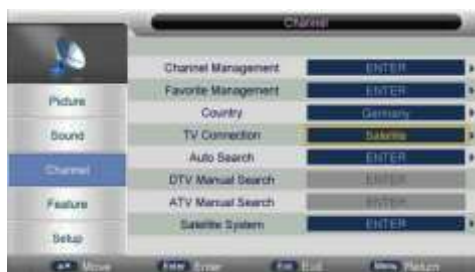 Channel
Channel Management ENTER
Favorite Management ENTER
Country Germany
TV Connection Satellite
Auto Search ENTER
DTV Manual Search ENTER
ATV Manual Search ENTER
Satellite System ENTER
Picture
Sound
Channel
Feature
Setup
Move Enter Enter Esc Exit Menu Return